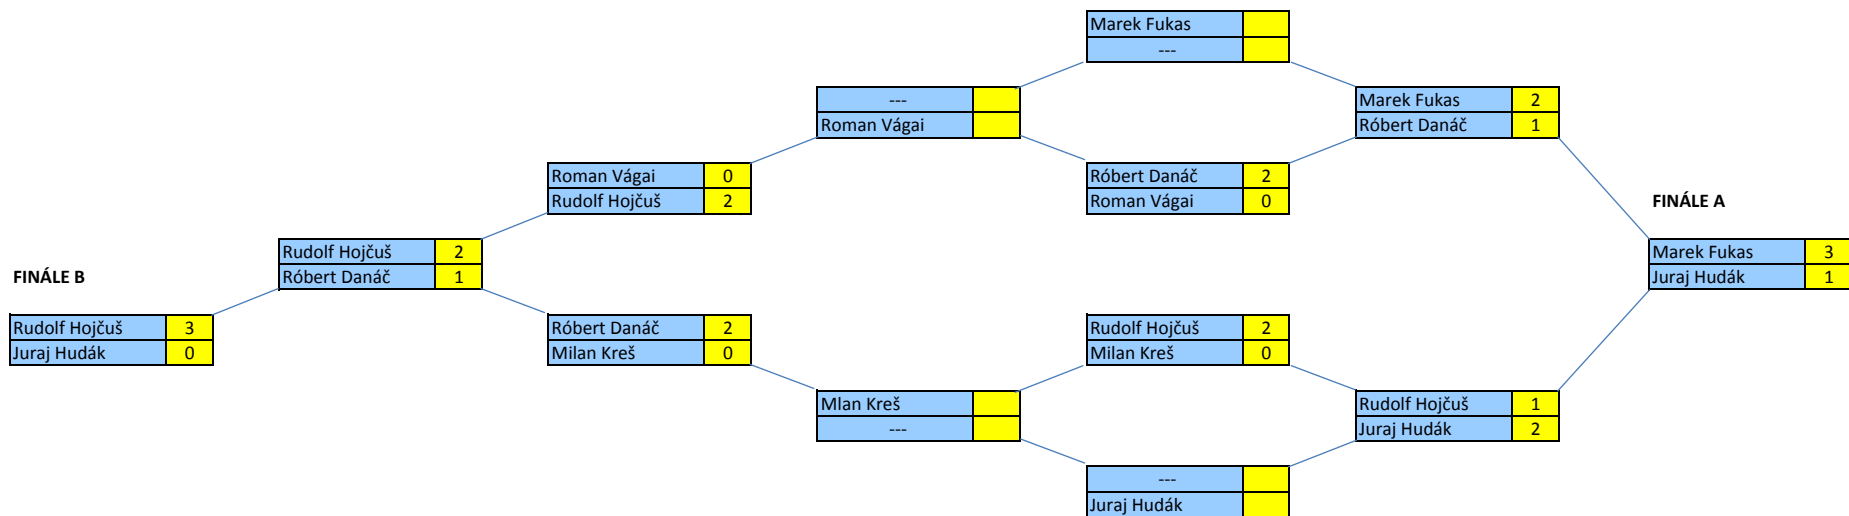 Marek Fukas
---
--- 
Roman Vágai
Marek Fukas 2
Róbert Danáč 1
Roman Vágai 0
Rudolf Hojčuš 2
Róbert Danáč 2
Roman Vágai 0
FINÁLE A
Rudolf Hojčuš 2
Róbert Danáč 1
Marek Fukas 3
Juraj Hudák 1
FINÁLE B
Rudolf Hojčuš 3
Juraj Hudák 0
Róbert Danáč 2
Milan Kreš 0
Rudolf Hojčuš 2
Milan Kreš 0
Mlan Kreš
---
Rudolf Hojčuš 1
Juraj Hudák 2
---
Juraj Hudák